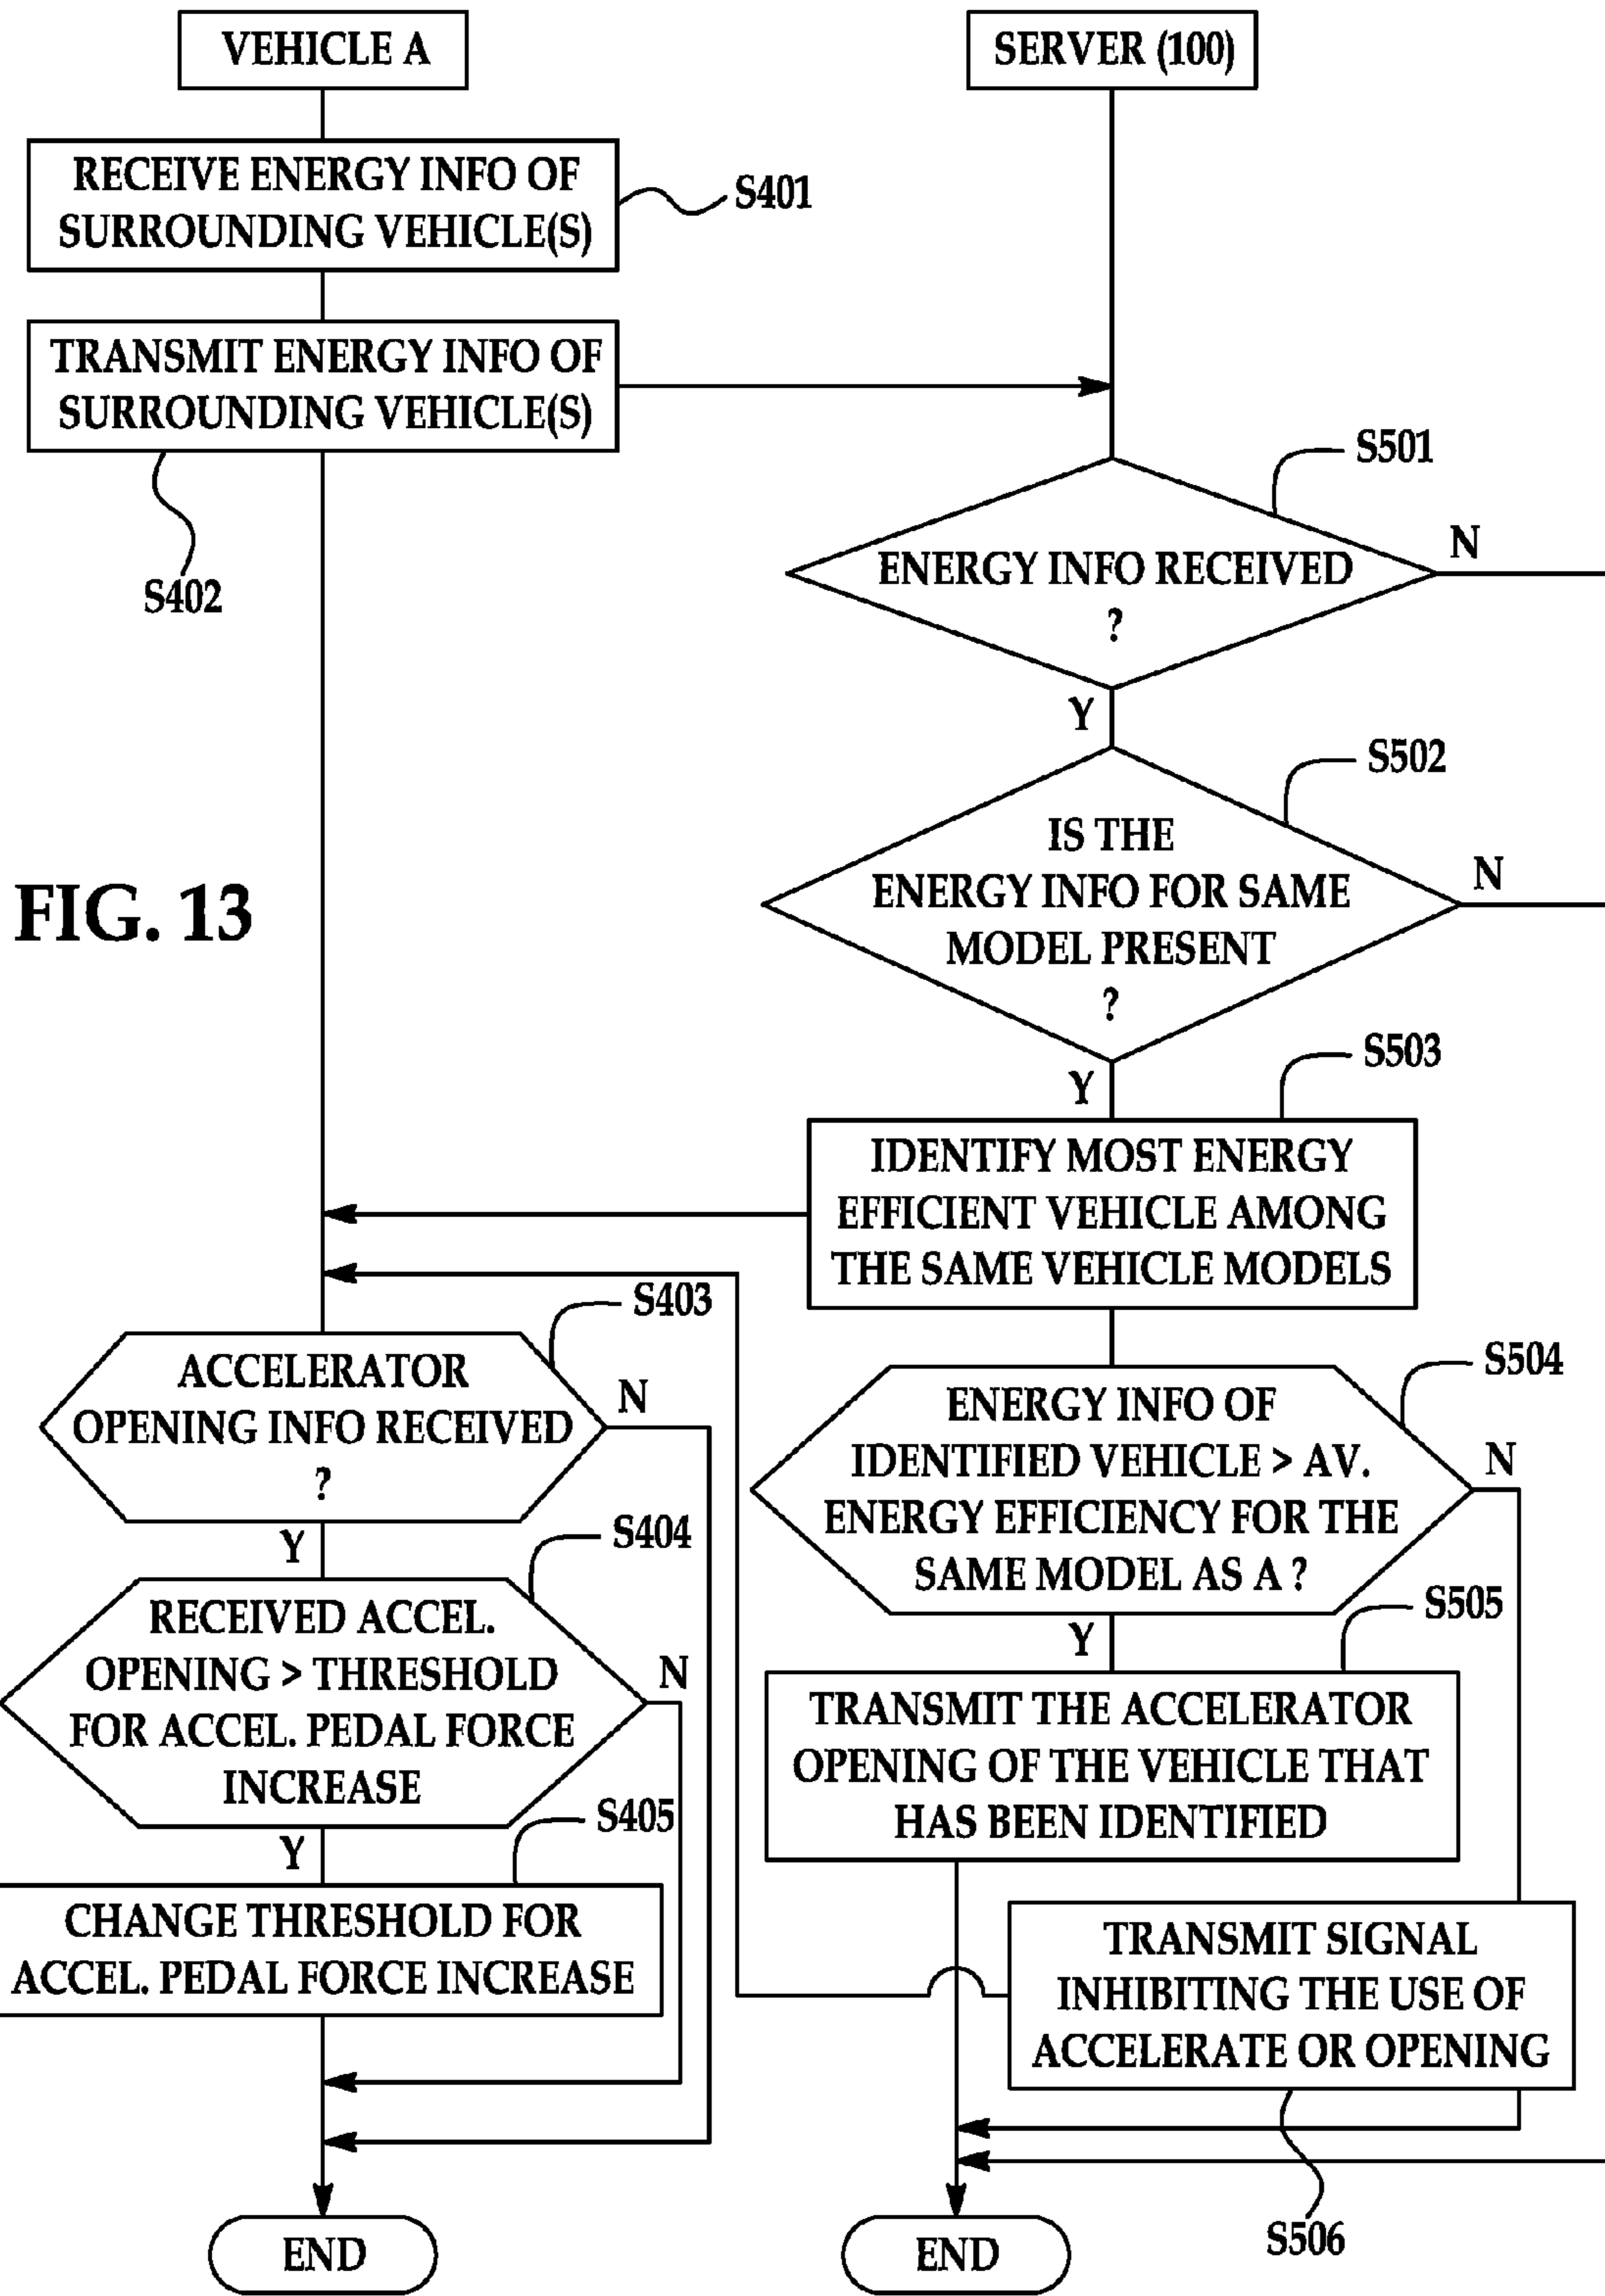 VEHICLE A
SERVER (100)
RECEIVE ENERGY INFO OF
SURROUNDING VEHICLE(S)
S401
TRANSMIT ENERGY INFO OF
SURROUNDING VEHICLE(S)
S402
S501
ENERGY INFO RECEIVED
?
N
Y
S502
IS THE
ENERGY INFO FOR SAME
MODEL PRESENT
?
N
Y
FIG. 13
S503
IDENTIFY MOST ENERGY
EFFICIENT VEHICLE AMONG
THE SAME VEHICLE MODELS
S403
ACCELERATOR
OPENING INFO RECEIVED
?
N
Y
S404
RECEIVED ACCEL.
OPENING > THRESHOLD
FOR ACCEL. PEDAL FORCE
INCREASE
N
Y
S405
CHANGE THRESHOLD FOR
ACCEL. PEDAL FORCE INCREASE
END
S504
ENERGY INFO OF
IDENTIFIED VEHICLE > AV.
ENERGY EFFICIENCY FOR THE
SAME MODEL AS A ?
N
Y
S505
TRANSMIT THE ACCELERATOR
OPENING OF THE VEHICLE THAT
HAS BEEN IDENTIFIED
TRANSMIT SIGNAL
INHIBITING THE USE OF
ACCELERATE OR OPENING
S506
END